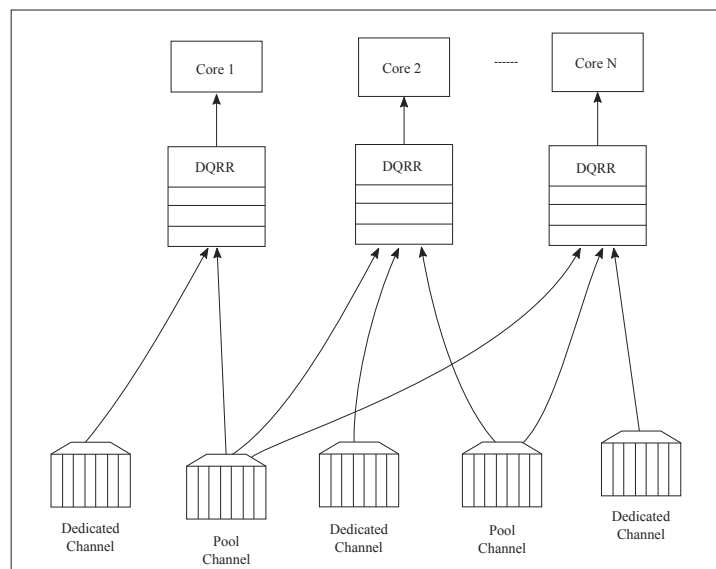 Core 1
Core 2
------
Core N
DQRR
DQRR
DQRR
Dedicated
Channel
Pool
Channel
Dedicated
Channel
Pool
Channel
Dedicated
Channel